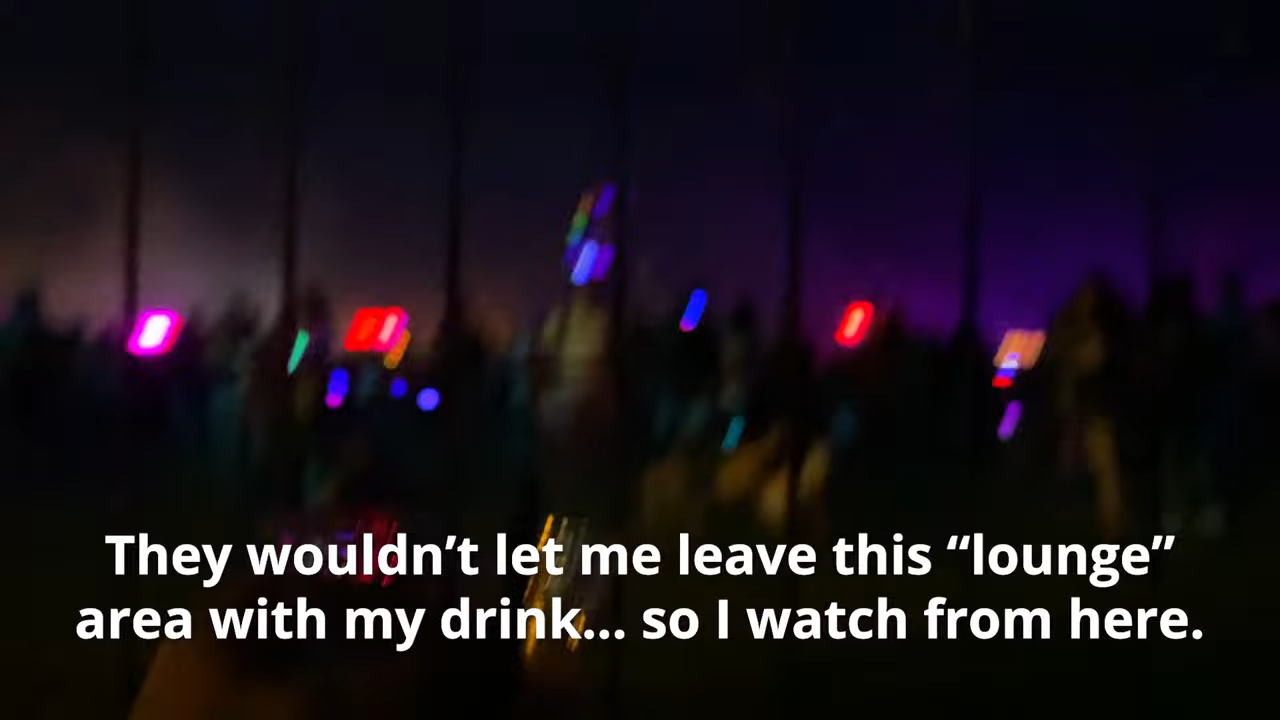 They wouldn’t let me leave this “lounge”
area with my drink... so I watch from here.